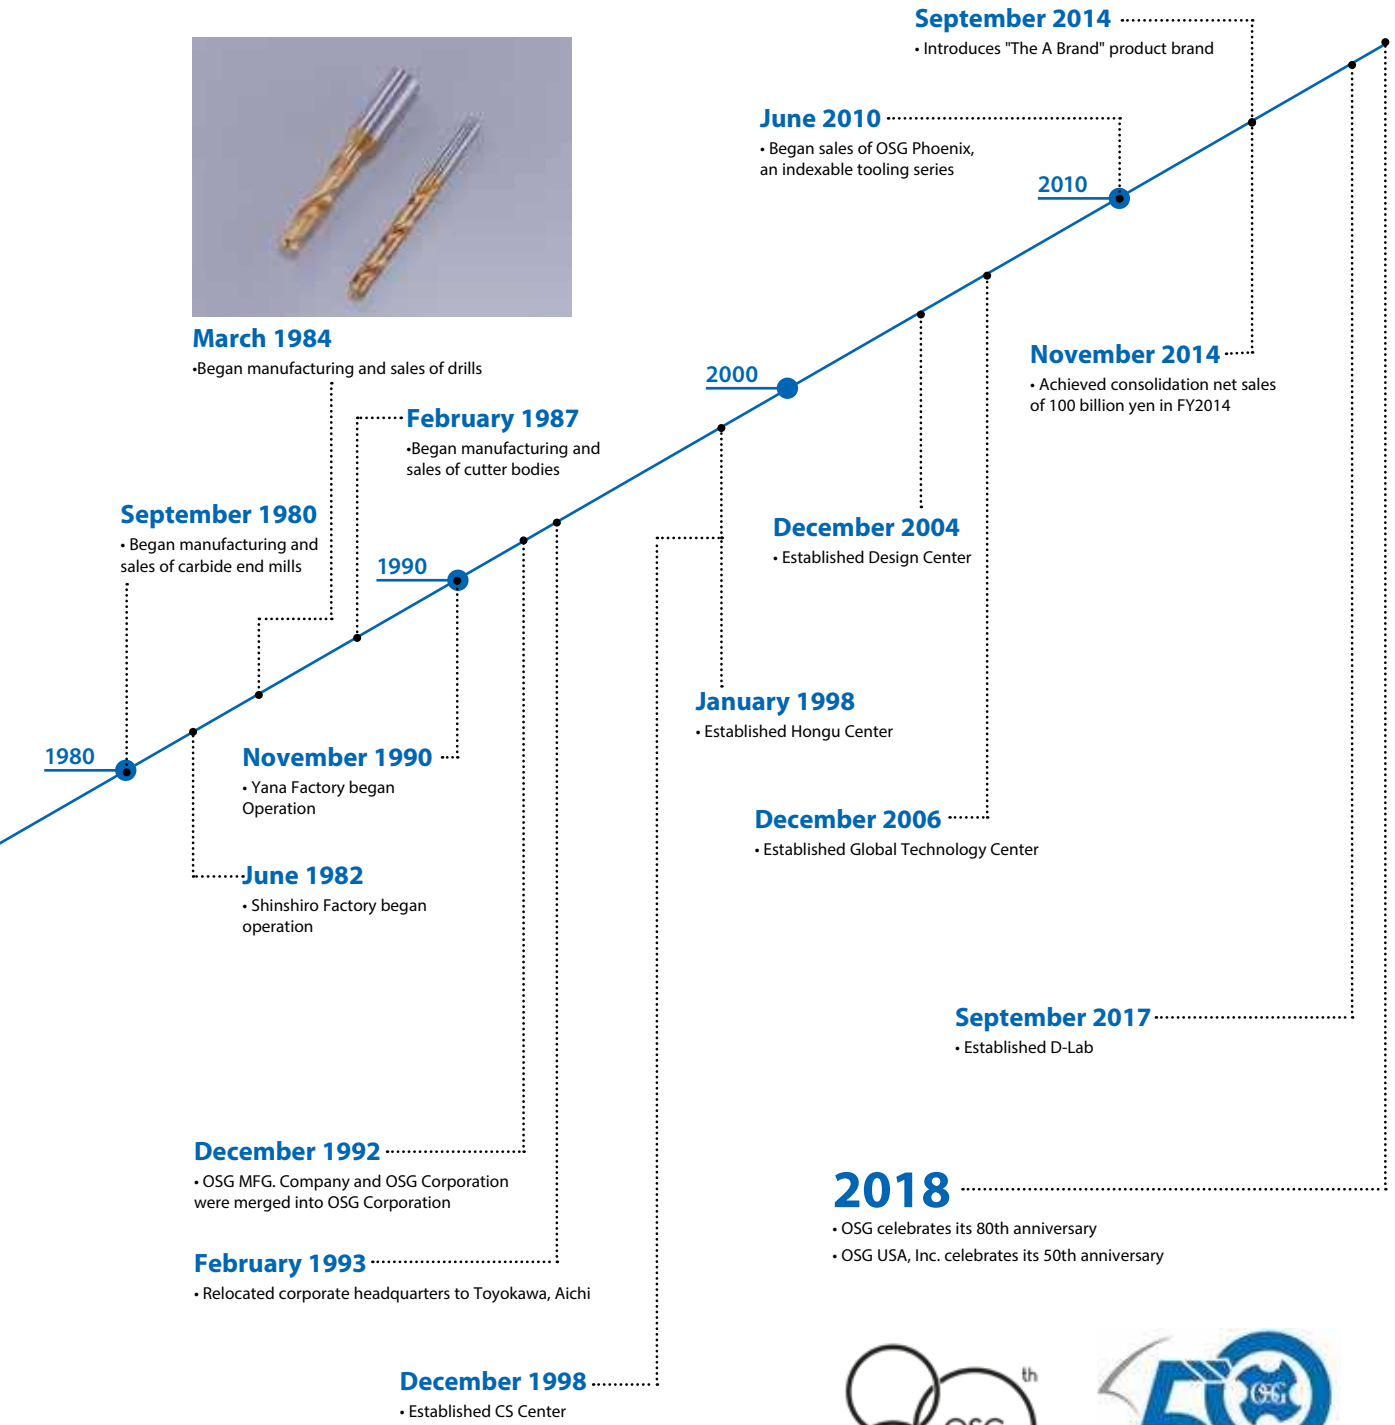 September 2014
• Introduces "The A Brand" product brand
June 2010
• Began sales of OSG Phoenix,
an indexable tooling series
2010
March 1984
•Began manufacturing and sales of drills
November 2014
• Achieved consolidation net sales
of 100 billion yen in FY2014
2000
February 1987
•Began manufacturing and
sales of cutter bodies
September 1980
• Began manufacturing and
sales of carbide end mills
December 2004
• Established Design Center
1990
January 1998
• Established Hongu Center
1980
November 1990
• Yana Factory began
Operation
December 2006
• Established Global Technology Center
June 1982
• Shinshiro Factory began
operation
September 2017
• Established D-Lab
December 1992
• OSG MFG. Company and OSG Corporation
were merged into OSG Corporation
2018
• OSG celebrates its 80th anniversary
• OSG USA, Inc. celebrates its 50th anniversary
February 1993
• Relocated corporate headquarters to Toyokawa, Aichi
December 1998
• Established CS Center
th
OSG
50
OSG